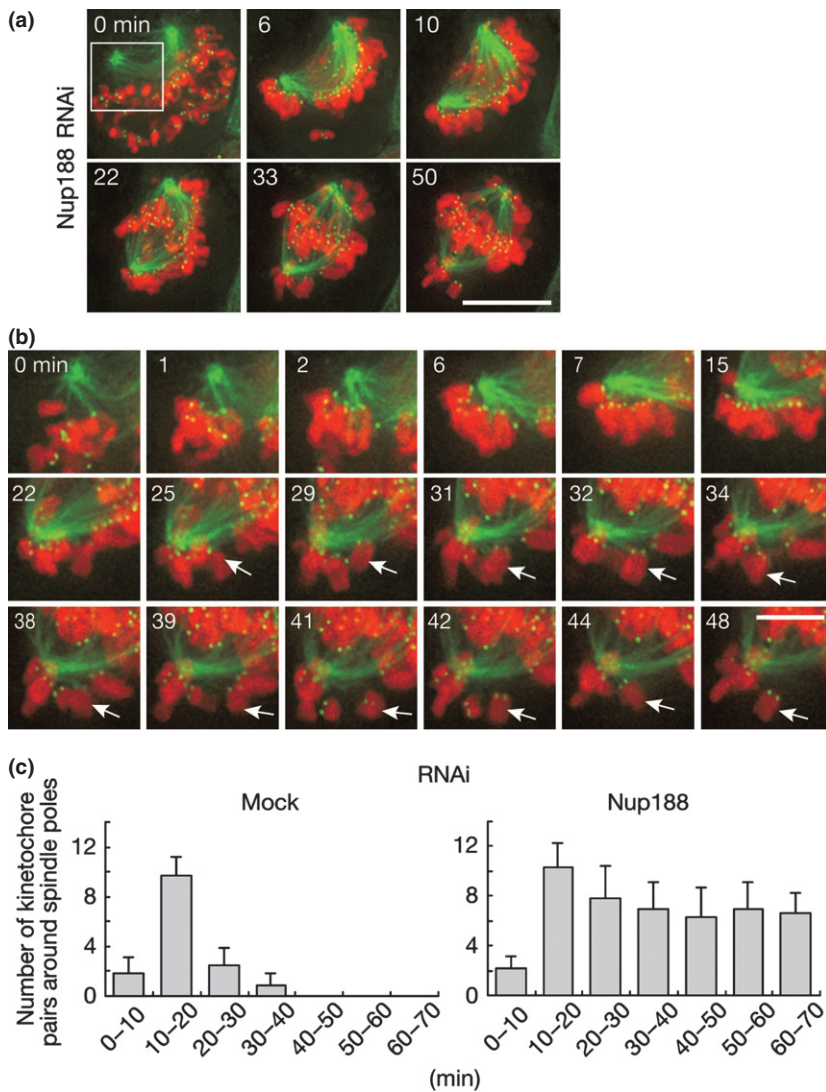 (a)
0 min 6 10
Nup188 RNAi
22 33 50
(b)
0 min 1 2 6 7 15
22 25 29 31 32 34
38 39 41 42 44 48
(c)
RNAi
Mock Nup188
Number of kinetochore
pairs around spindle poles
12 12
8 8
4 4
0 0
0–10 10–20 20–30 30–40 40–50 50–60 60–70 0–10 10–20 20–30 30–40 40–50 50–60 60–70
(min)